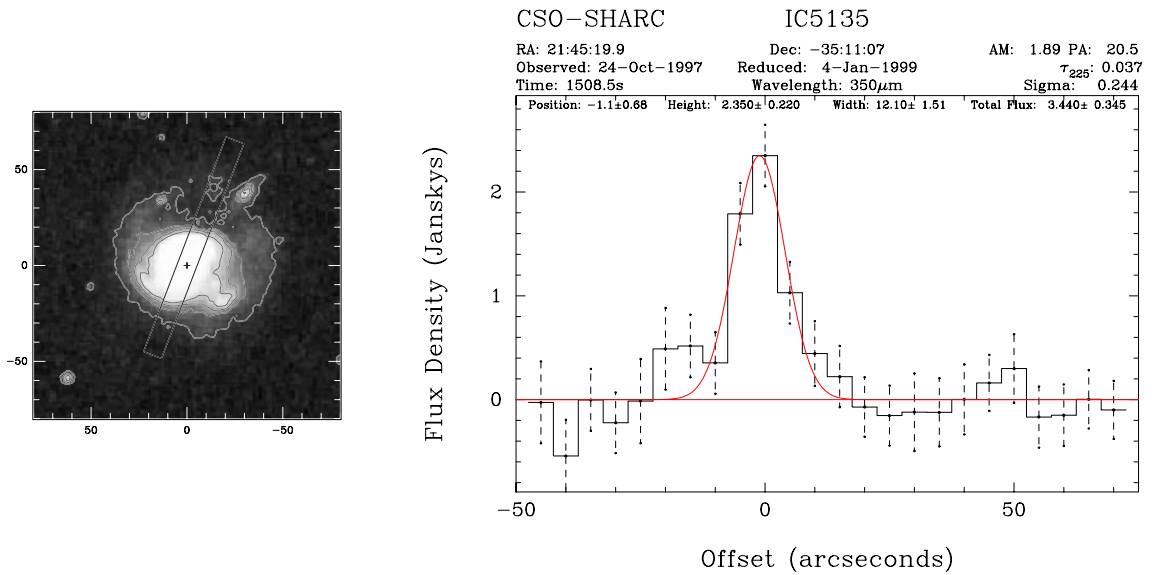 CSO-SHARC IC5135
RA: 21:45:19.9 Dec: -35:11:07 AM: 1.89 PA: 20.5
Observed: 24-Oct-1997 Reduced: 4-Jan-1999 τ225: 0.037
Time: 1508.5s Wavelength: 350μm Sigma: 0.244
Position: -1.1±0.68 Height: 2.350± 0.220 Width: 12.10± 1.51 Total Flux: 3.440± 0.345
50
0
-50
50 0 -50
Flux Density (Janskys)
2
1
0
-50 0 50
Offset (arcseconds)